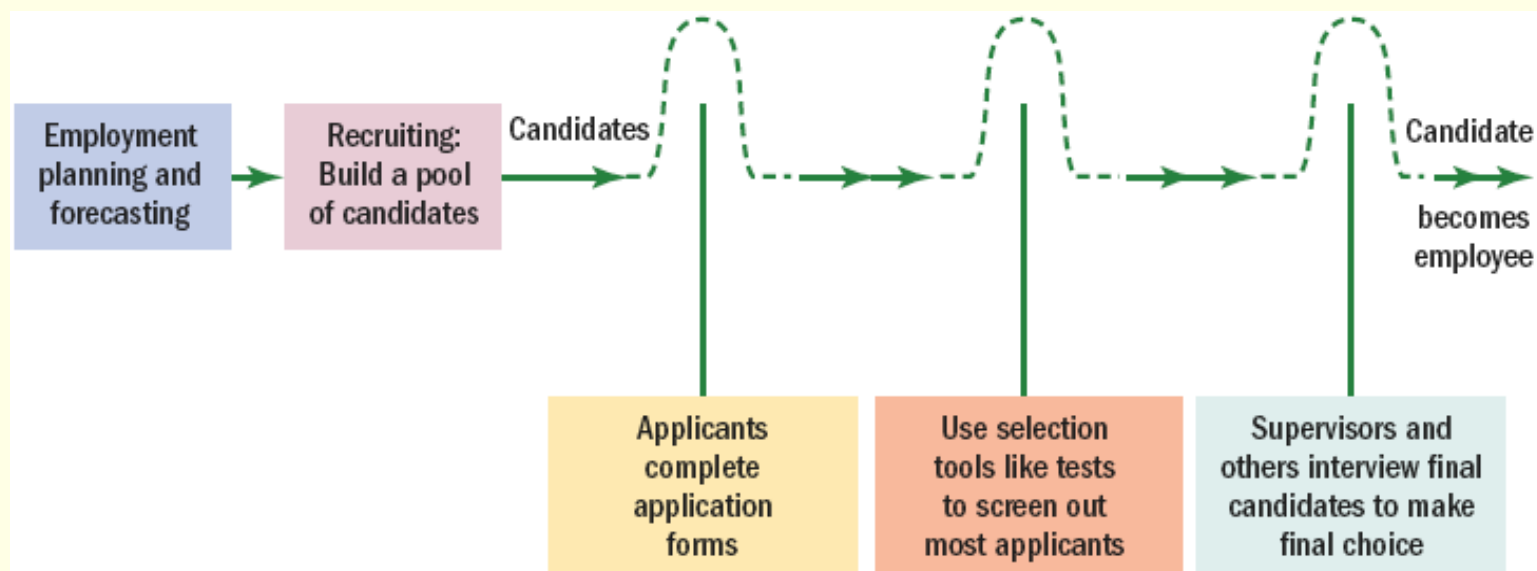 Employment
planning and
forecasting
Recruiting:
Build a pool
of candidates
Candidates
Candidate
becomes
employee
Applicants
complete
application
forms
Use selection
tools like tests
to screen out
most applicants
Supervisors and
others interview final
candidates to make
final choice